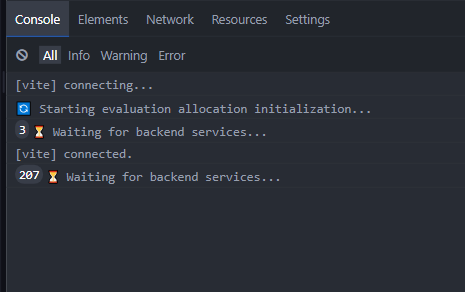 Console Elements Network Resources Settings
All Info Warning Error
[vite] connecting...
🔄 Starting evaluation allocation initialization...
3 ⏳ Waiting for backend services...
[vite] connected.
207 ⏳ Waiting for backend services...